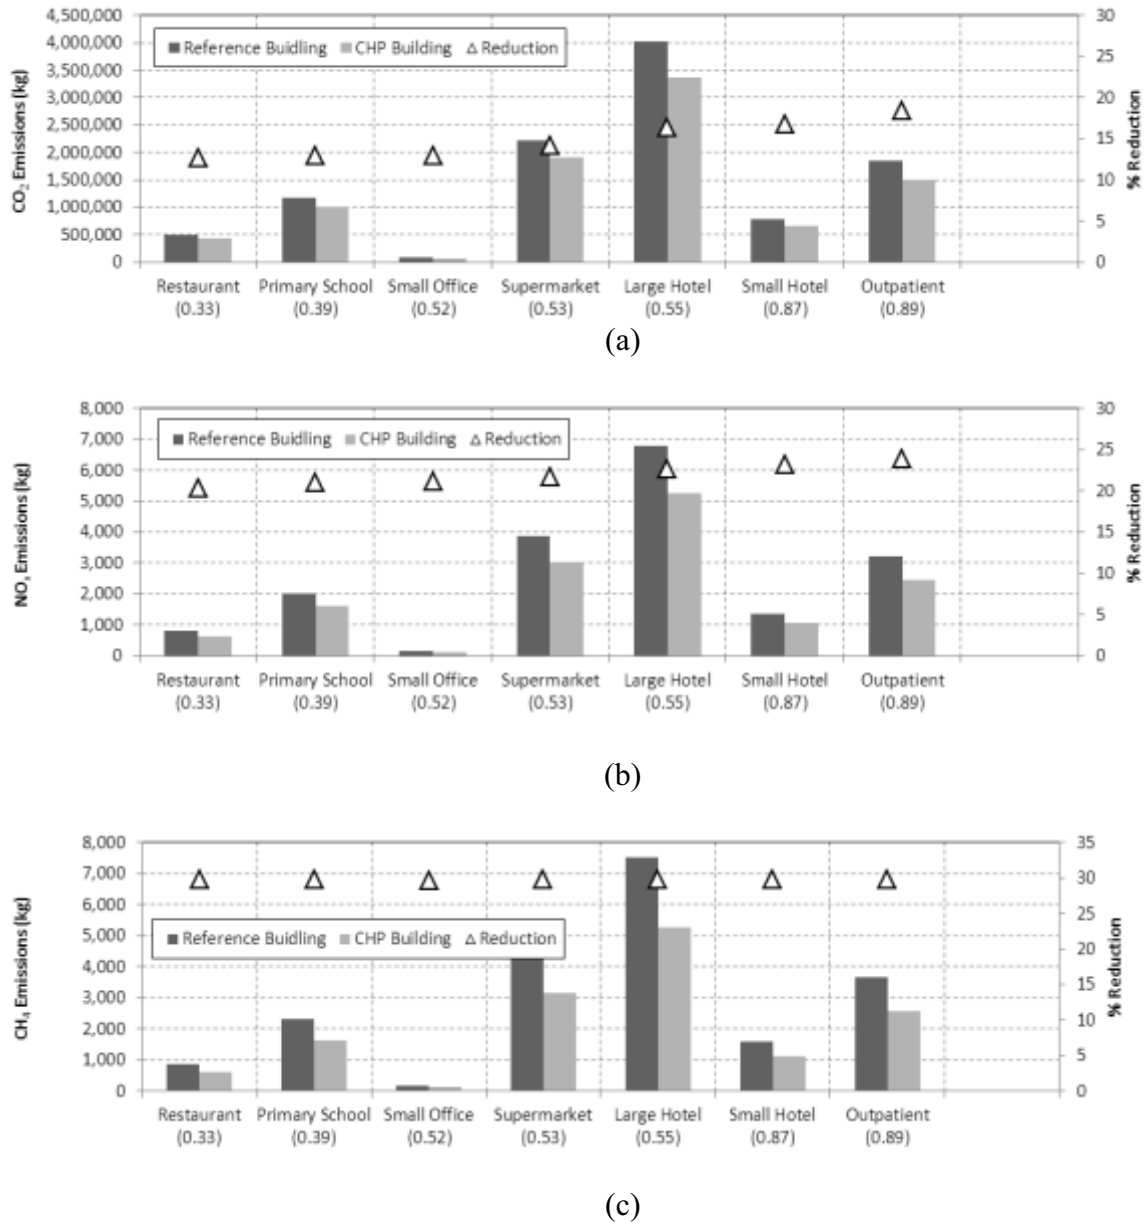 4,500,000
4,000,000
3,500,000
3,000,000
2,500,000
2,000,000
1,500,000
1,000,000
500,000
0
CO₂ Emissions (kg)
Reference Buidling CHP Building Reduction
30
25
20
15
10
5
0
% Reduction
Restaurant Primary School Small Office Supermarket Large Hotel Small Hotel Outpatient
(0.33) (0.39) (0.52) (0.53) (0.55) (0.87) (0.89)
(a)
8,000
7,000
6,000
5,000
4,000
3,000
2,000
1,000
0
NOₓ Emissions (kg)
Reference Buidling CHP Building Reduction
30
25
20
15
10
5
0
% Reduction
Restaurant Primary School Small Office Supermarket Large Hotel Small Hotel Outpatient
(0.33) (0.39) (0.52) (0.53) (0.55) (0.87) (0.89)
(b)
8,000
7,000
6,000
5,000
4,000
3,000
2,000
1,000
0
CH₄ Emissions (kg)
Reference Buidling CHP Building Reduction
35
30
25
20
15
10
5
0
% Reduction
Restaurant Primary School Small Office Supermarket Large Hotel Small Hotel Outpatient
(0.33) (0.39) (0.52) (0.53) (0.55) (0.87) (0.89)
(c)